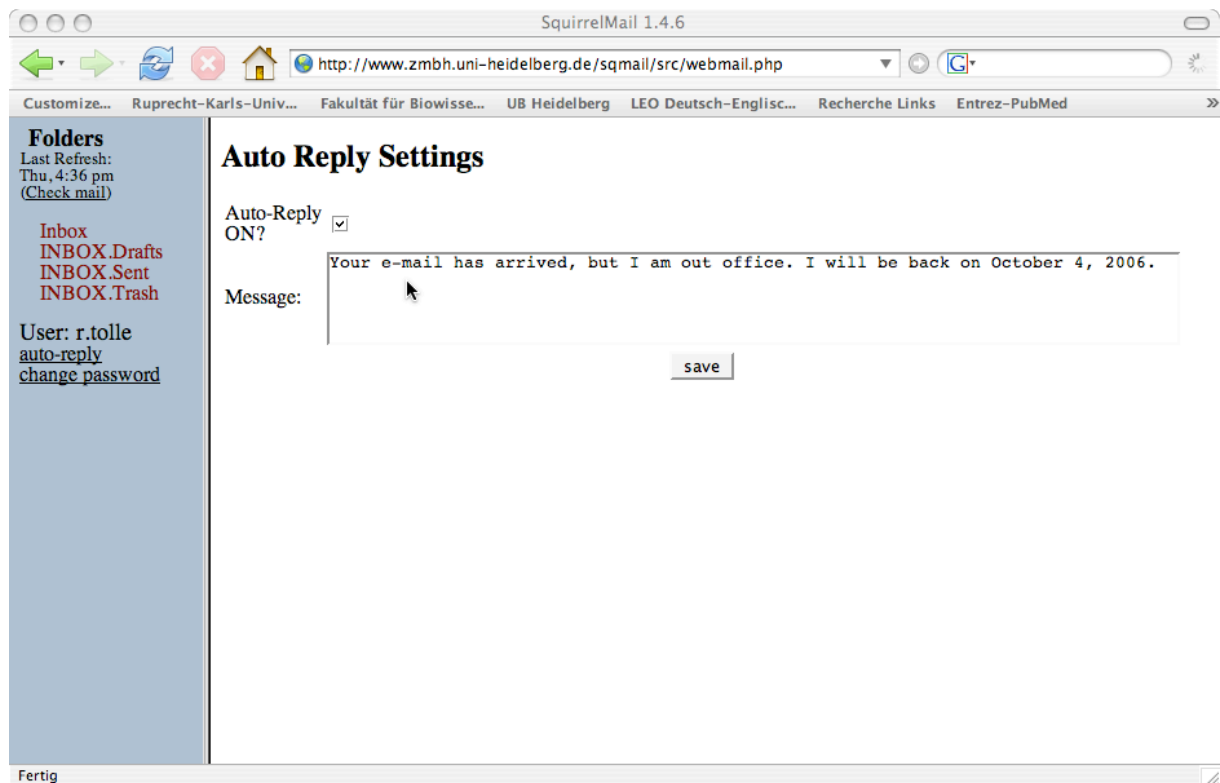 SquirrelMail 1.4.6
http://www.zmbh.uni-heidelberg.de/sqmail/src/webmail.php
G
Customize... Ruprecht-Karls-Univ... Fakultät für Biowisse... UB Heidelberg LEO Deutsch-Englisc... Recherche Links Entrez-PubMed »
Folders
Last Refresh:
Thu, 4:36 pm
(Check mail)
Inbox
INBOX.Drafts
INBOX.Sent
INBOX.Trash
User: r.tolle
auto-reply
change password
Auto Reply Settings
Auto-Reply
ON?
Message:
Your e-mail has arrived, but I am out office. I will be back on October 4, 2006.
save
Fertig